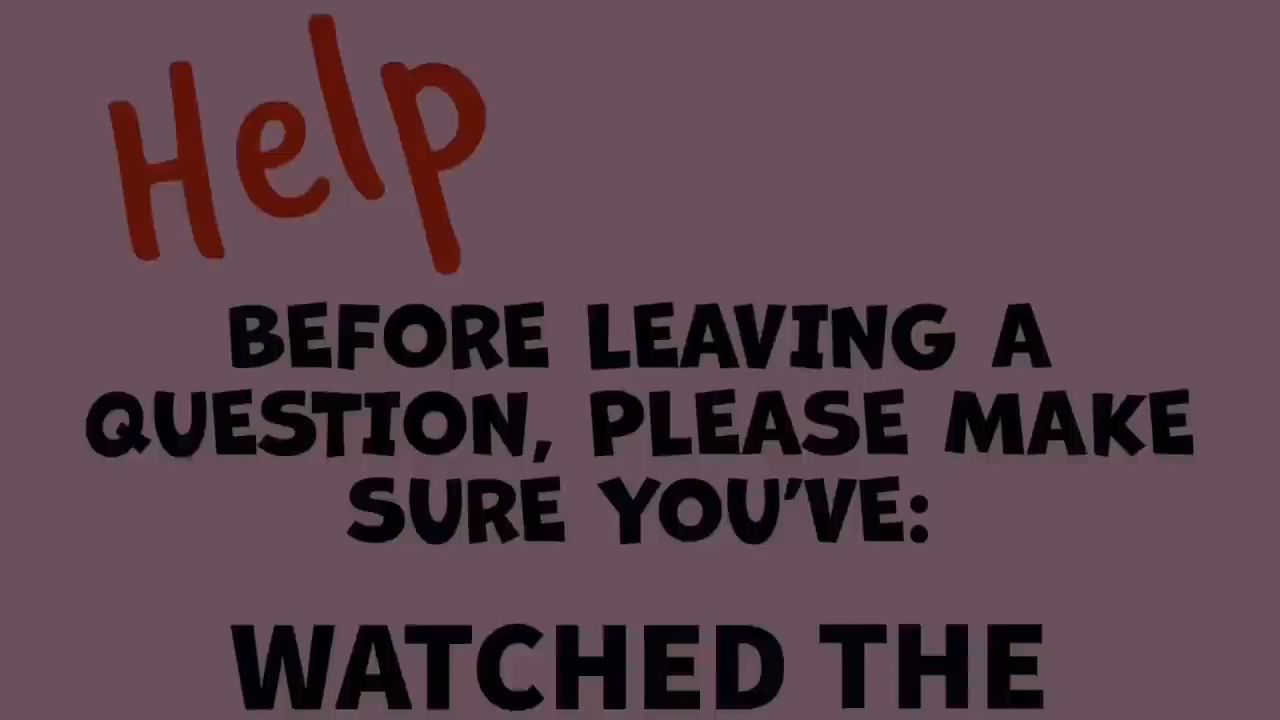 Help
BEFORE LEAVING A
QUESTION, PLEASE MAKE
SURE YOU'VE:
WATCHED THE